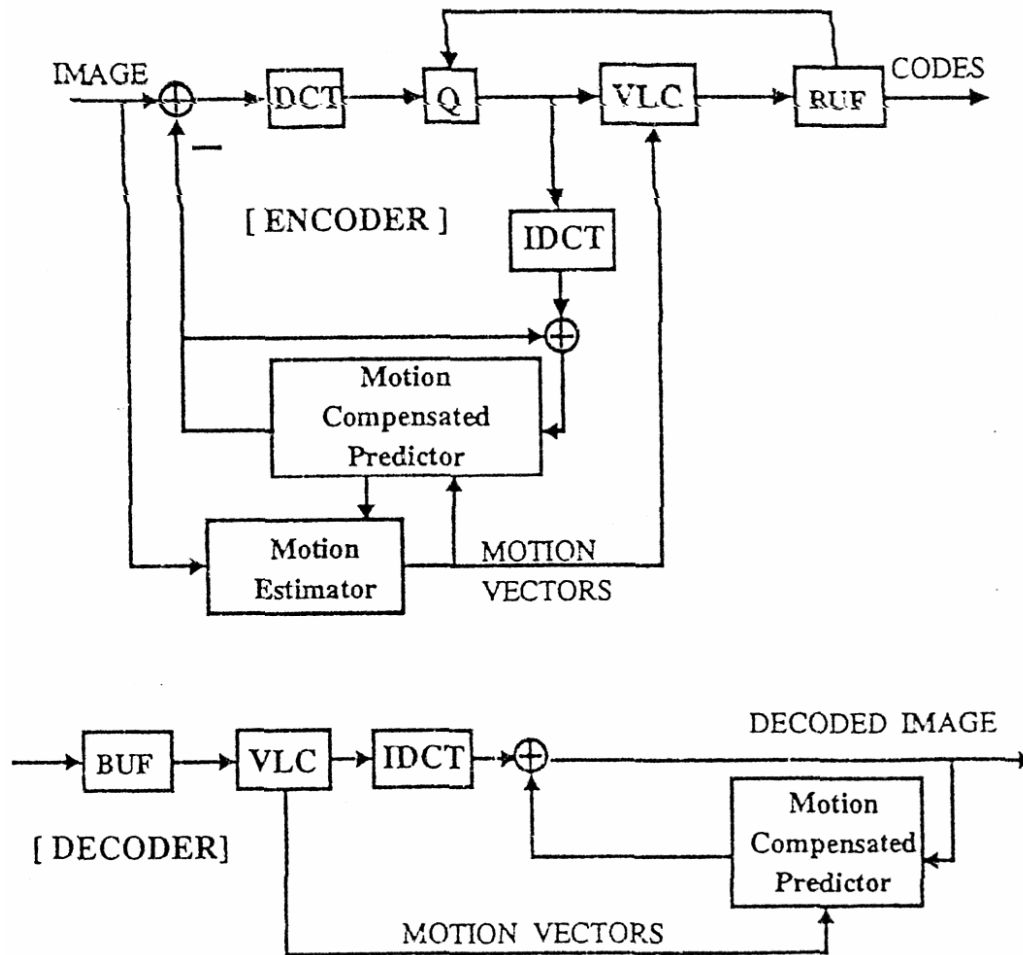 IMAGE
DCT
Q
VLC
BUF
CODES
[ ENCODER ]
IDCT
Motion
Compensated
Predictor
Motion
Estimator
MOTION
VECTORS
DECODED IMAGE
BUF
VLC
IDCT
Motion
Compensated
Predictor
[ DECODER]
MOTION VECTORS